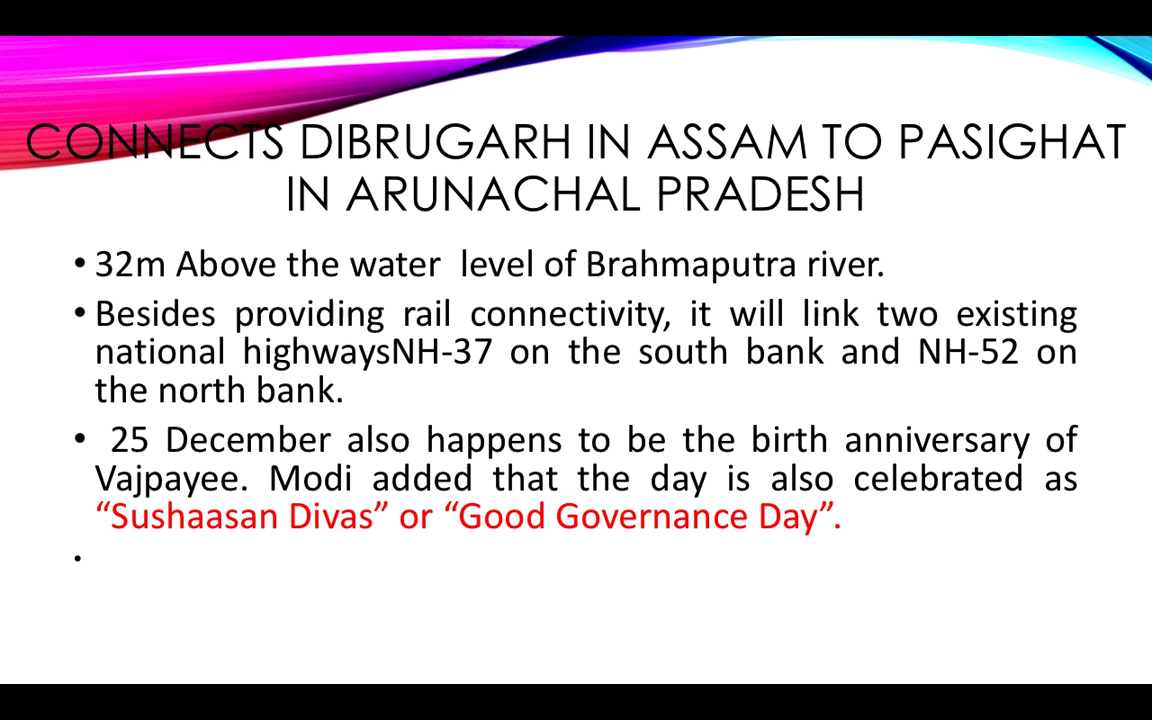 CONNECTS DIBRUGARH IN ASSAM TO PASIGHAT
IN ARUNACHAL PRADESH
• 32m Above the water level of Brahmaputra river.
• Besides providing rail connectivity, it will link two existing
national highwaysNH-37 on the south bank and NH-52 on
the north bank.
• 25 December also happens to be the birth anniversary of
Vajpayee. Modi added that the day is also celebrated as
“Sushaasan Divas” or “Good Governance Day”.
•